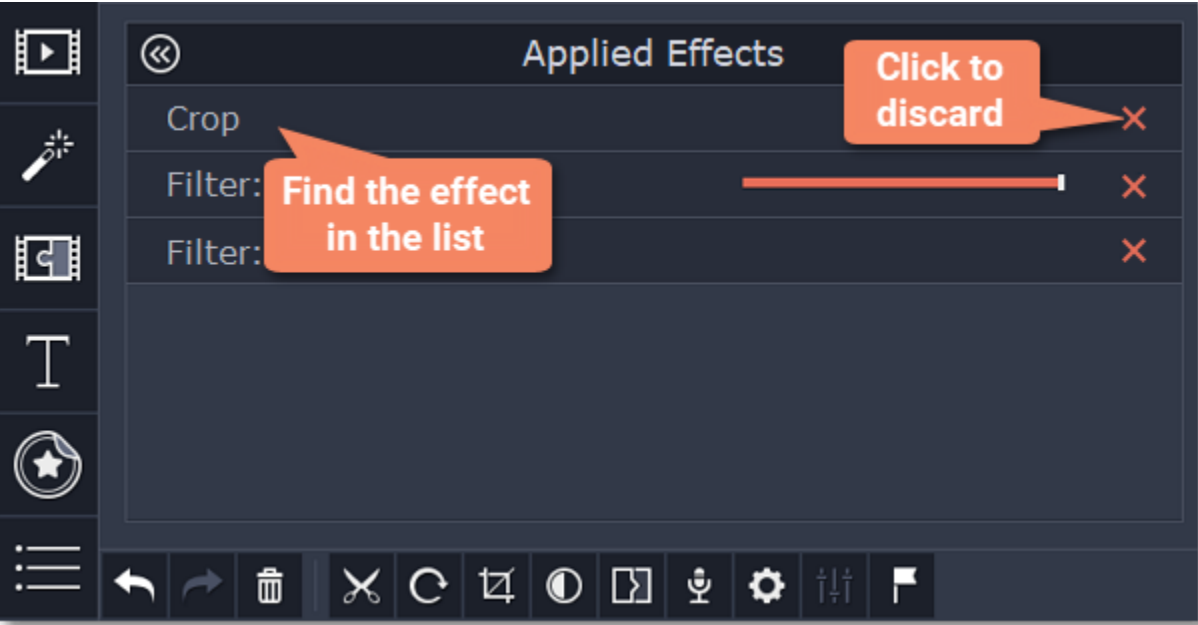 Applied Effects
Click to
discard
Crop
Filter:
Find the effect
in the list
Filter: